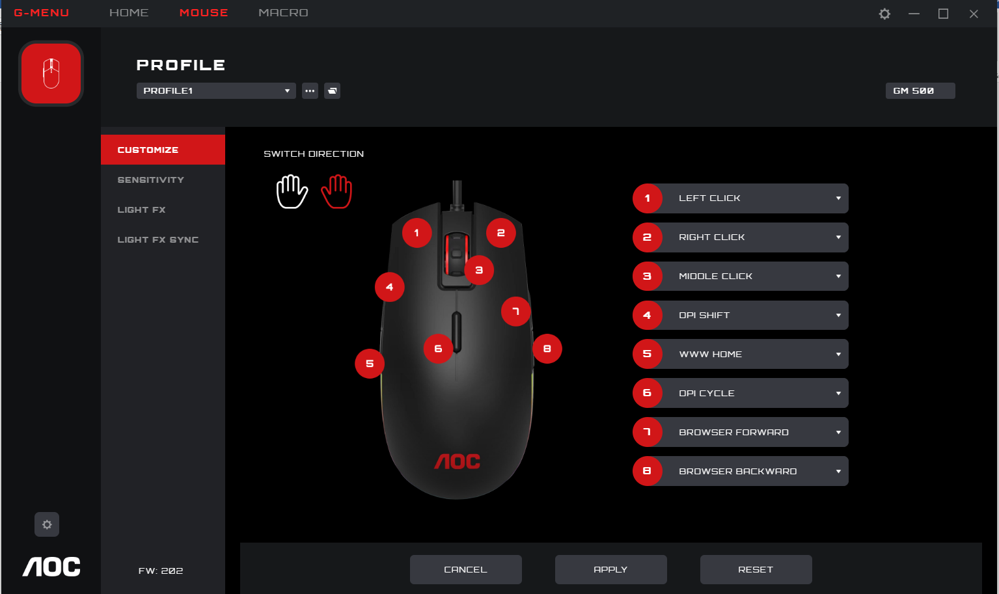 G-MENU HOME MOUSE MACRO
PROFILE
PROFILE1
GM 500
CUSTOMIZE
SENSITIVITY
LIGHT FX
LIGHT FX SYNC
SWITCH DIRECTION
1
2
3
4
7
6
8
5
AOC
1 LEFT CLICK
2 RIGHT CLICK
3 MIDDLE CLICK
4 DPI SHIFT
5 WWW HOME
6 DPI CYCLE
7 BROWSER FORWARD
8 BROWSER BACKWARD
AOC
FW: 202
CANCEL APPLY RESET